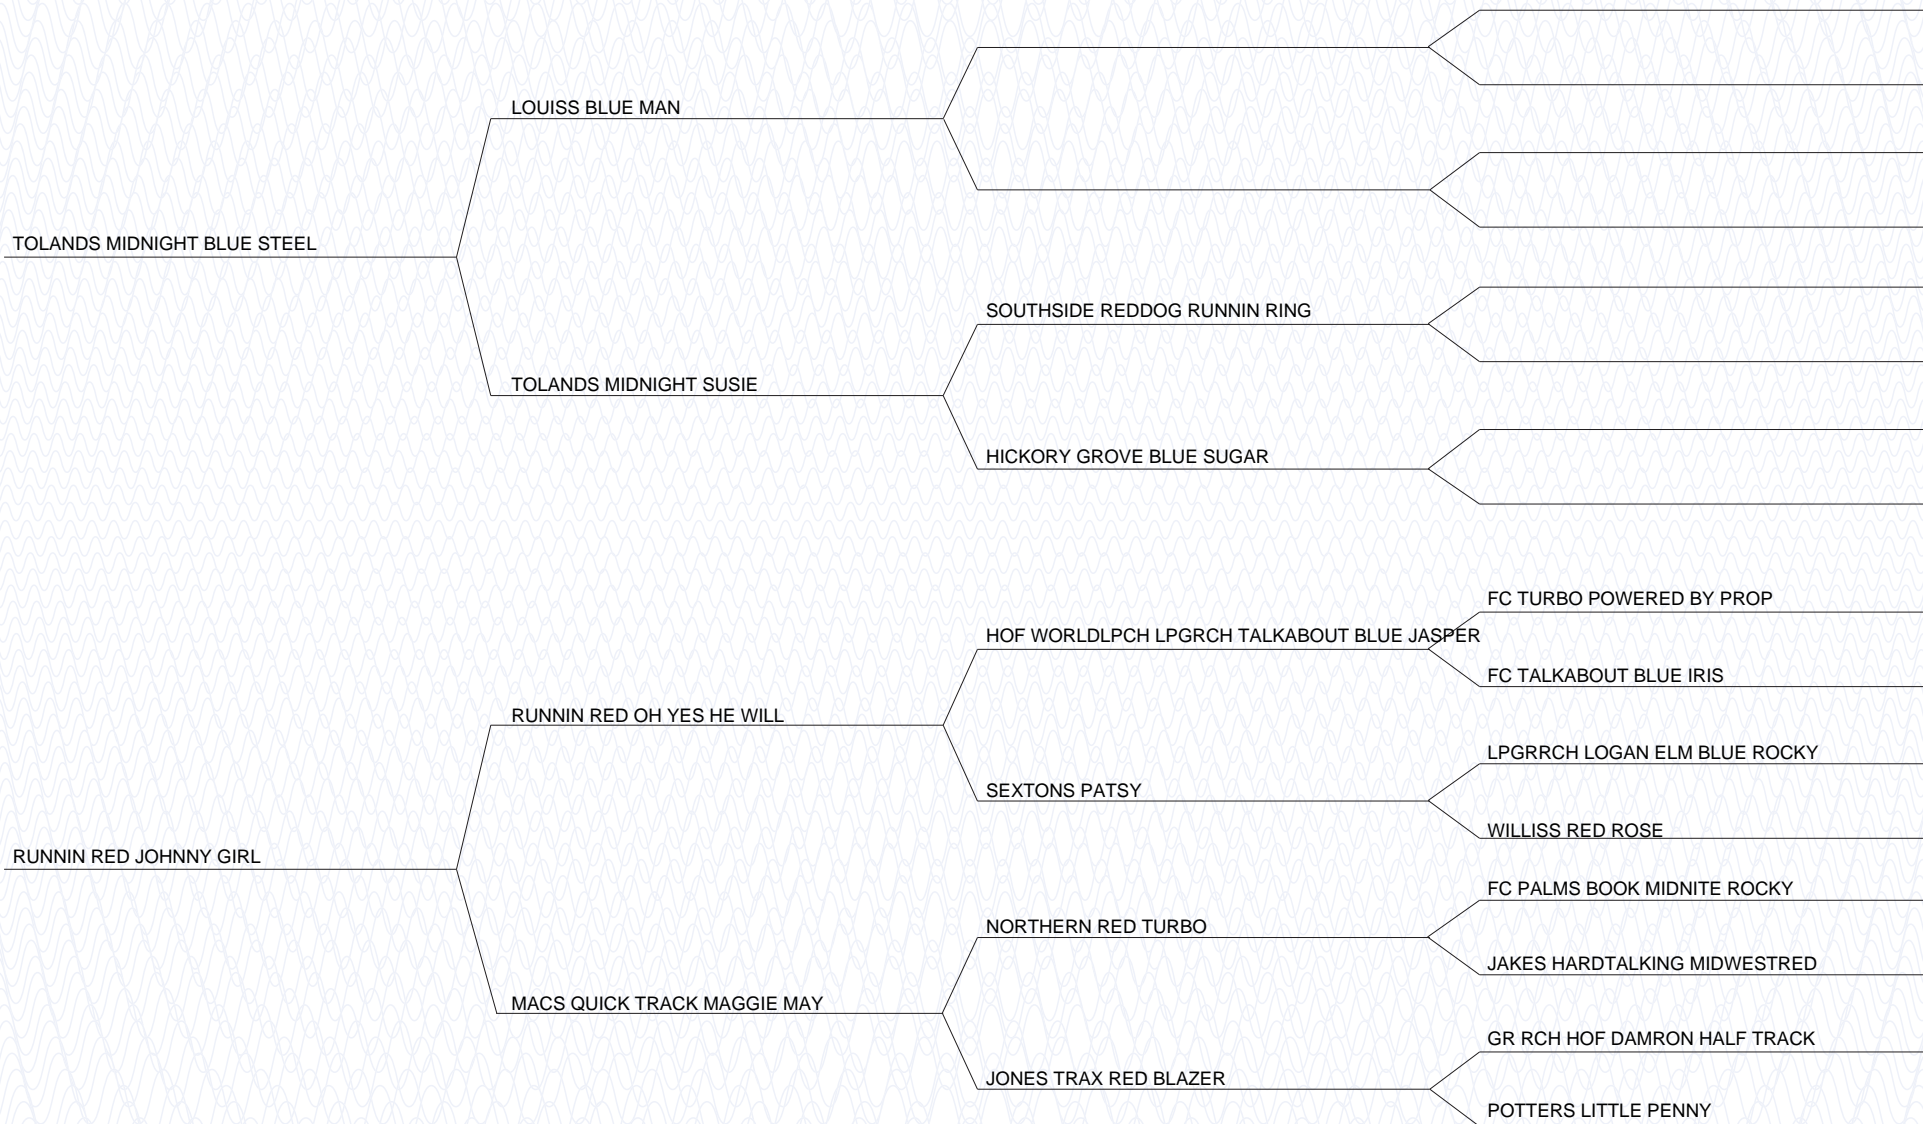 LOUISS BLUE MAN
TOLANDS MIDNIGHT BLUE STEEL
SOUTHSIDE REDDOG RUNNIN RING
TOLANDS MIDNIGHT SUSIE
HICKORY GROVE BLUE SUGAR
FC TURBO POWERED BY PROP
HOF WORLDLPCH LPGRCH TALKABOUT BLUE JASPER
FC TALKABOUT BLUE IRIS
RUNNIN RED OH YES HE WILL
LPGRRCH LOGAN ELM BLUE ROCKY
SEXTONS PATSY
WILLISS RED ROSE
RUNNIN RED JOHNNY GIRL
FC PALMS BOOK MIDNITE ROCKY
NORTHERN RED TURBO
JAKES HARDTALKING MIDWESTRED
MACS QUICK TRACK MAGGIE MAY
GR RCH HOF DAMRON HALF TRACK
JONES TRAX RED BLAZER
POTTERS LITTLE PENNY